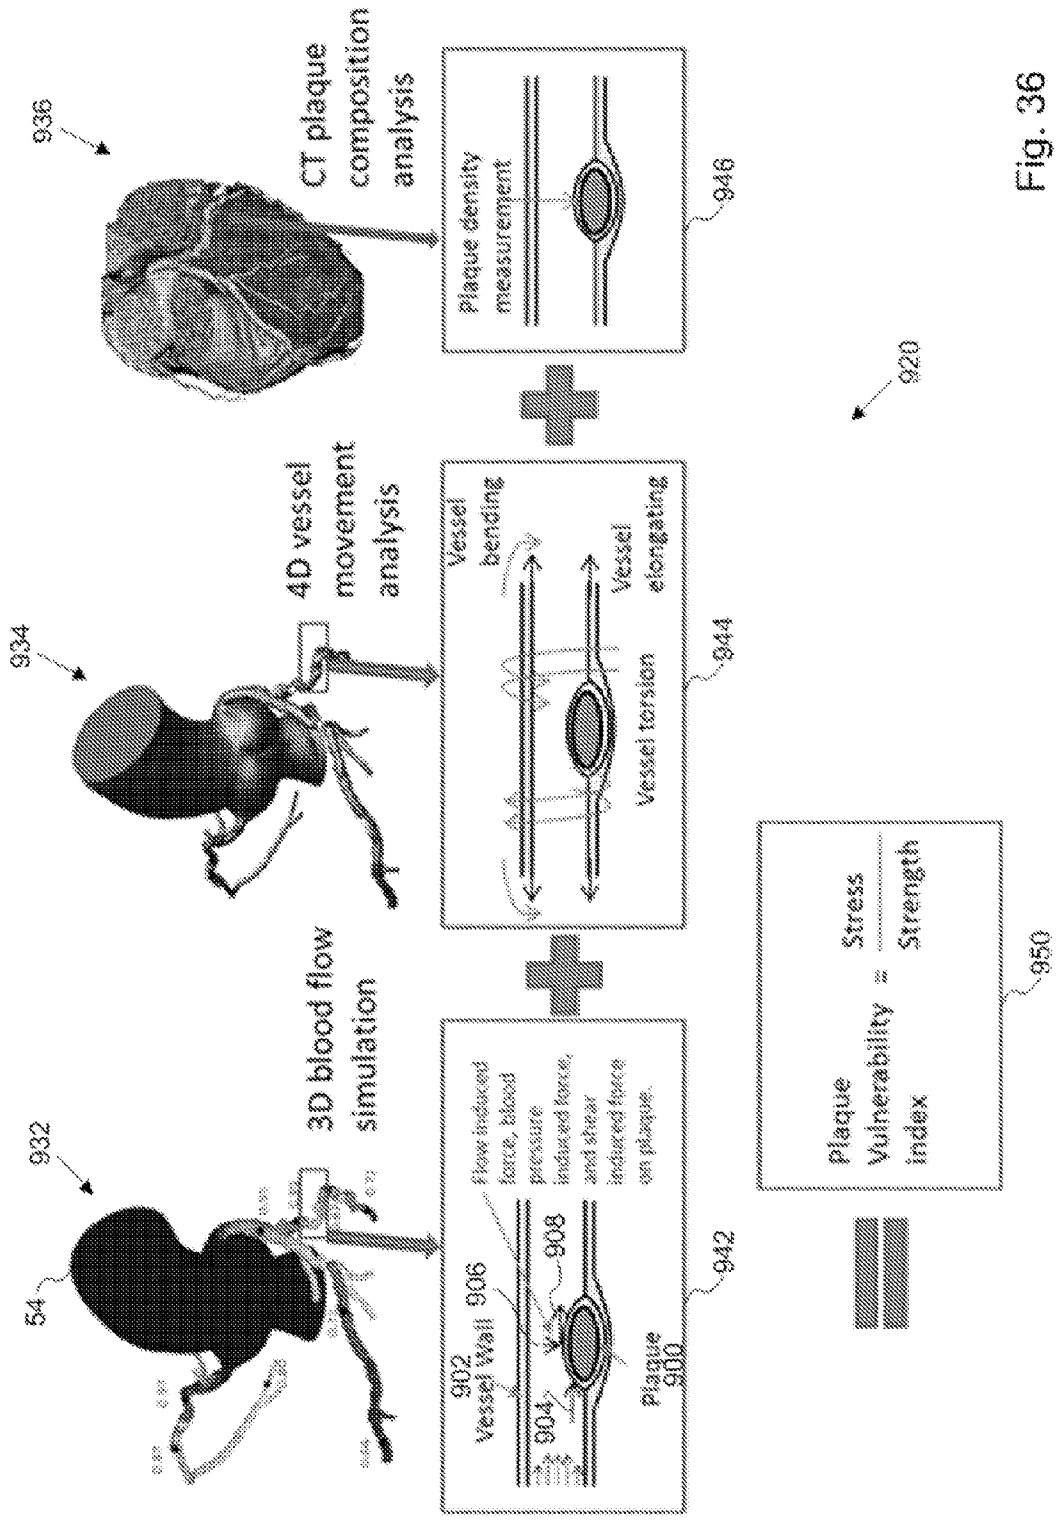 54
932
3D blood flow
simulation
934
4D vessel
movement
analysis
936
CT plaque
composition
analysis
902
Vessel Wall
906
908
904
Flow induced
force, blood
pressure
induced force,
and shear
induced force
on plaque.
Plaque
900
942
Vessel
bending
Vessel
elongating
Vessel torsion
944
Plaque density
measurement
946
920
Plaque
Vulnerability =
index
Stress
Strength
950
Fig. 36